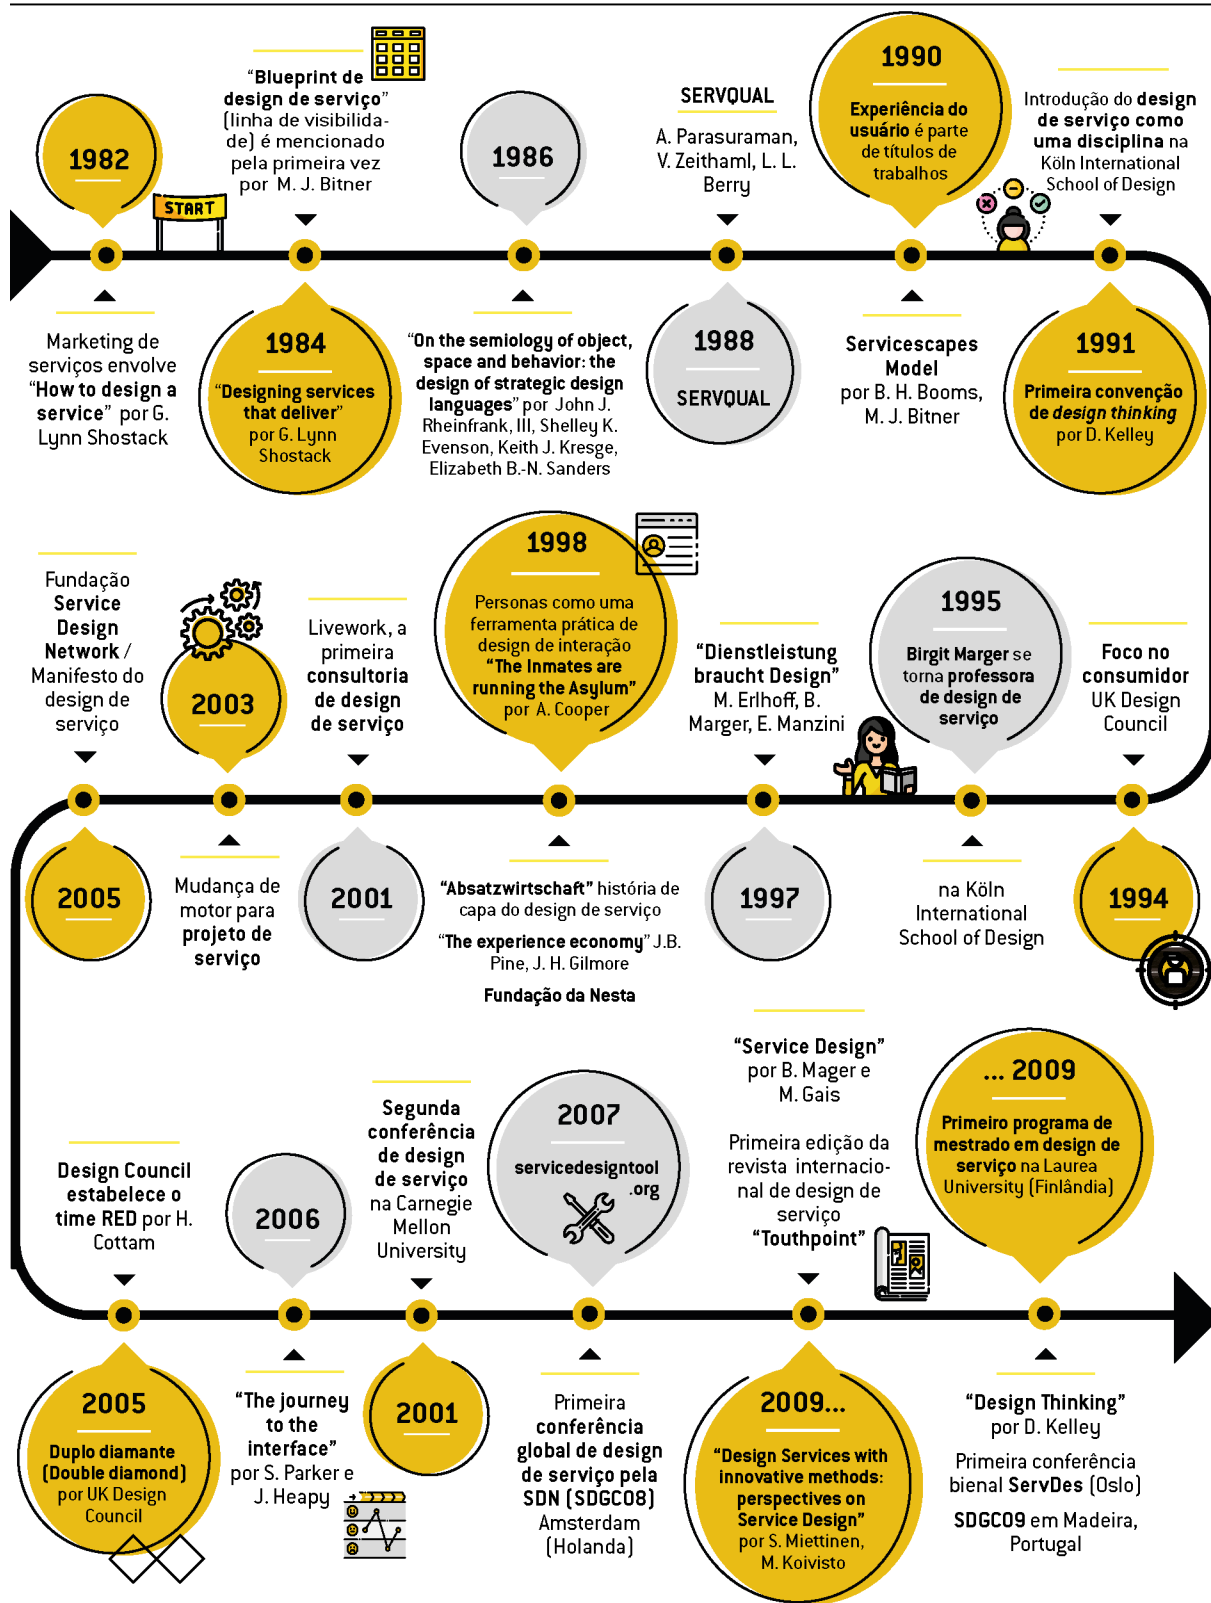 1982
START
Marketing de
serviços envolve
“How to design a
service” por G.
Lynn Shostack
“Blueprint de
design de serviço”
(linha de visibilida-
de) é mencionado
pela primeira vez
por M. J. Bitner
1984
“Designing services
that deliver”
por G. Lynn
Shostack
1986
“On the semiology of object,
space and behavior: the
design of strategic design
languages” por John J.
Rheinfrank, III, Shelley K.
Evenson, Keith J. Kresge,
Elizabeth B.-N. Sanders
SERVQUAL
A. Parasuraman,
V. Zeithaml, L. L.
Berry
1988
SERVQUAL
1990
Experiência do
usuário é parte
de títulos de
trabalhos
Servicescapes
Model
por B. H. Booms,
M. J. Bitner
Introdução do design
de serviço como
uma disciplina na
Köln International
School of Design
1991
Primeira convenção
de design thinking
por D. Kelley
Foco no
consumidor
UK Design
Council
1994
1995
Birgit Marger se
torna professora
de design de
serviço
na Köln
International
School of Design
“Dienstleistung
braucht Design”
M. Erlhoff, B.
Marger, E. Manzini
1997
1998
Personas como uma
ferramenta prática de
design de interação
“The Inmates are
running the Asylum”
por A. Cooper
“Absatzwirtschaft” história de
capa do design de serviço
“The experience economy” J.B.
Pine, J. H. Gilmore
Fundação da Nesta
Livework, a
primeira
consultoria
de design
de serviço
2001
2003
Mudança de
motor para
projeto de
serviço
Fundação
Service
Design
Network /
Manifesto do
design de
serviço
2005
Design Council
estabelece o
time RED por H.
Cottam
2005
Duplo diamante
(Double diamond)
por UK Design
Council
2006
“The journey
to the
interface”
por S. Parker e
J. Heapy
Segunda
conferência
de design
de serviço
na Carnegie
Mellon
University
2001
2007
servicedesigntool
.org
Primeira
conferência
global de design
de serviço pela
SDN (SDGC08)
Amsterdam
(Holanda)
“Service Design”
por B. Mager e
M. Gais
Primeira edição da
revista internacio-
nal de design de
serviço
“Touthpoint”
2009...
“Design Services with
innovative methods:
perspectives on
Service Design”
por S. Miettinen,
M. Koivisto
... 2009
Primeiro programa de
mestrado em design de
serviço na Laurea
University (Finlândia)
“Design Thinking”
por D. Kelley
Primeira conferência
bienal ServDes (Oslo)
SDGC09 em Madeira,
Portugal